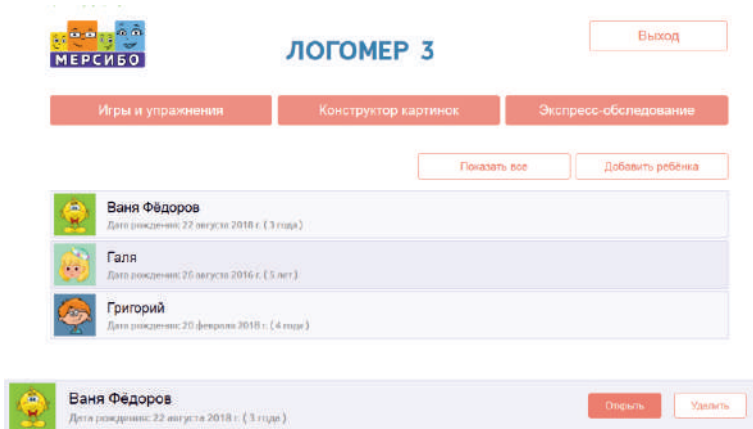 МЕРСИБО
ЛОГОМЕР 3
Выход
Игры и упражнения
Конструктор картинок
Экспресс-обследование
Показать все
Добавить ребёнка
Ваня Фёдоров
Дата рождения: 22 августа 2018 г. ( 3 года )
Галя
Дата рождения: 26 августа 2016 г. ( 5 лет )
Григорий
Дата рождения: 20 февраля 2018 г. ( 4 года )
Ваня Фёдоров
Дата рождения: 22 августа 2018 г. ( 3 года )
Открыть
Удалить